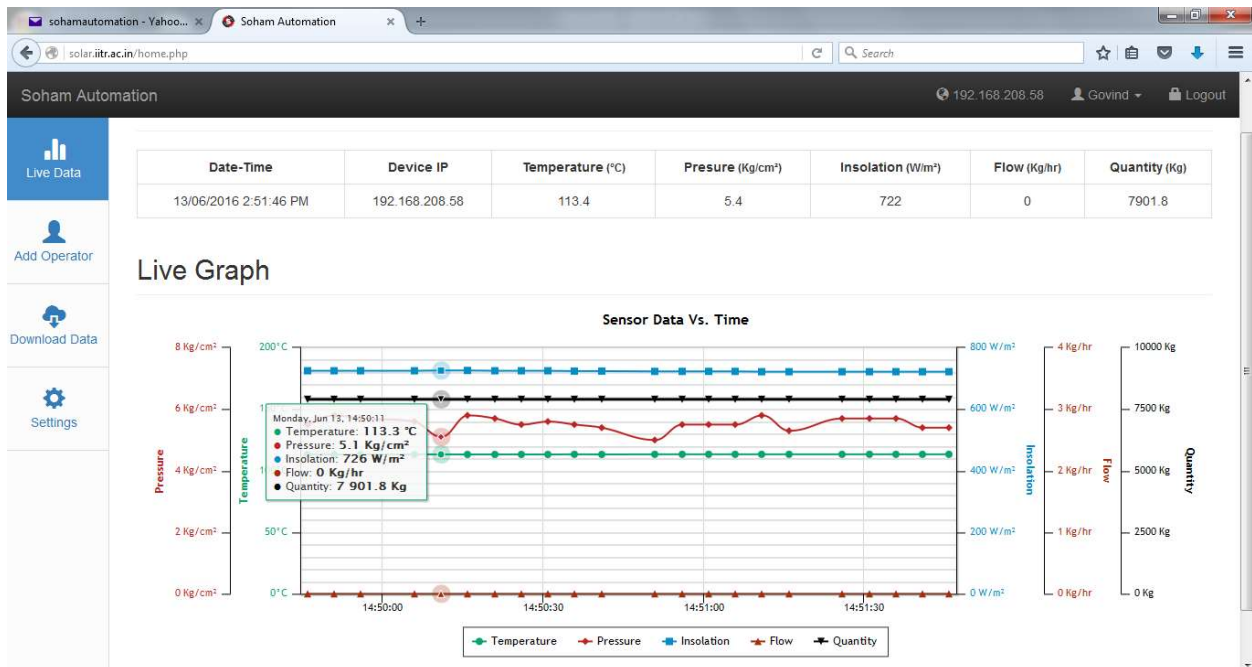 sohamautomation - Yahoo... × Soham Automation × +
solar.iitr.ac.in/home.php Search
Soham Automation 192.168.208.58 Govind Logout
Live Data
Add Operator
Download Data
Settings
Date-Time Device IP Temperature (°C) Presure (Kg/cm²) Insolation (W/m²) Flow (Kg/hr) Quantity (Kg)
13/06/2016 2:51:46 PM 192.168.208.58 113.4 5.4 722 0 7901.8
Live Graph
Sensor Data Vs. Time
8 Kg/cm² 200°C 800 W/m² 4 Kg/hr 10000 Kg
6 Kg/cm² 600 W/m² 3 Kg/hr 7500 Kg
4 Kg/cm² 400 W/m² 2 Kg/hr 5000 Kg
2 Kg/cm² 50°C 200 W/m² 1 Kg/hr 2500 Kg
0 Kg/cm² 0°C 0 W/m² 0 Kg/hr 0 Kg
Pressure
Temperature
Insolation
Flow
Quantity
Monday, Jun 13, 14:50:11
Temperature: 113.3 °C
Pressure: 5.1 Kg/cm²
Insolation: 726 W/m²
Flow: 0 Kg/hr
Quantity: 7 901.8 Kg
14:50:00 14:50:30 14:51:00 14:51:30
Temperature Pressure Insolation Flow Quantity